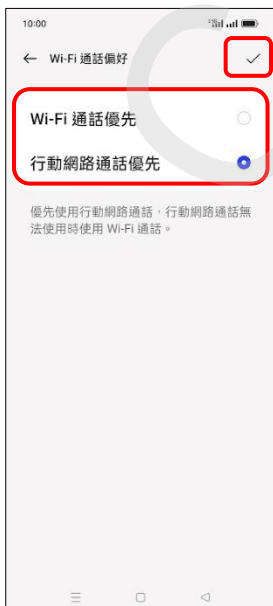 10:00
Wi-Fi 通話偏好
Wi-Fi 通話優先
行動網路通話優先
優先使用行動網路通話，行動網路通話無
法使用時使用 Wi-Fi 通話。